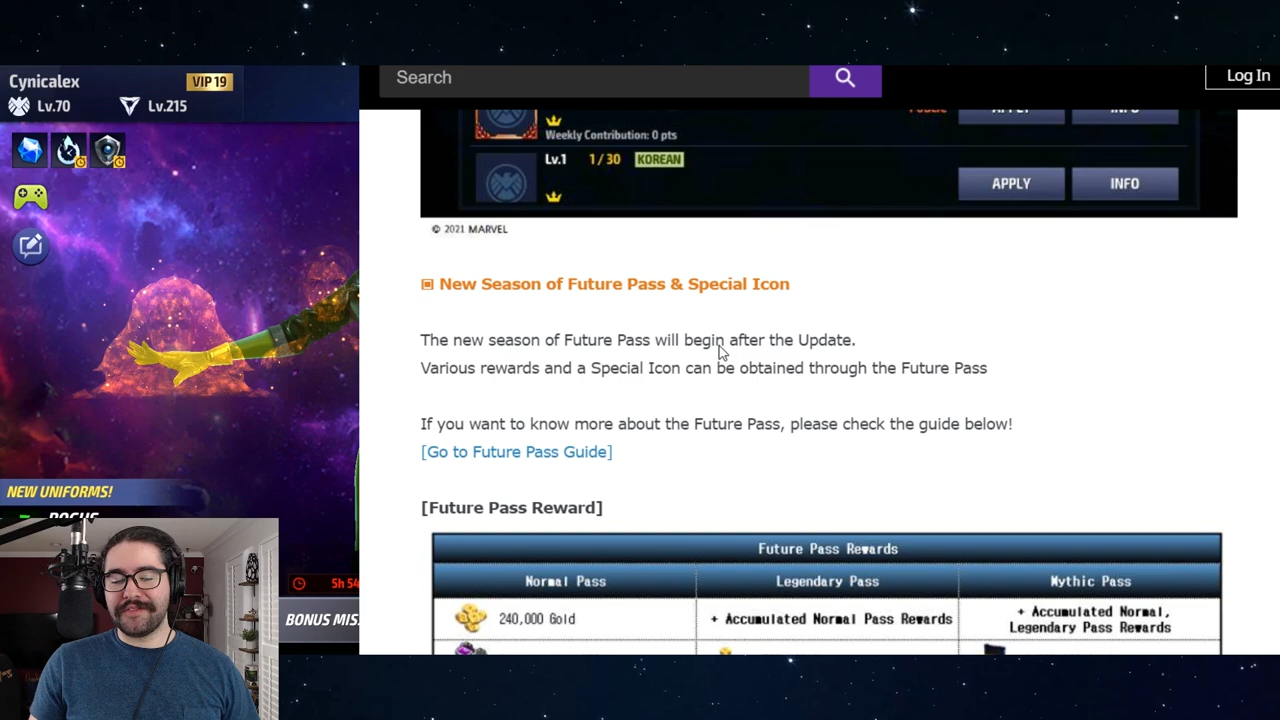 Cynicalex
VIP 19
Lv.70
Lv.215
NEW UNIFORMS!
5h 54
BONUS MIS
Search
Log In
Weekly Contribution: 0 pts
Lv.1 1/30 KOREAN
APPLY
INFO
© 2021 MARVEL
New Season of Future Pass & Special Icon
The new season of Future Pass will begin after the Update.
Various rewards and a Special Icon can be obtained through the Future Pass
If you want to know more about the Future Pass, please check the guide below!
[Go to Future Pass Guide]
[Future Pass Reward]
Future Pass Rewards
Normal Pass
Legendary Pass
Mythic Pass
240,000 Gold
+ Accumulated Normal Pass Rewards
+ Accumulated Normal,
Legendary Pass Rewards